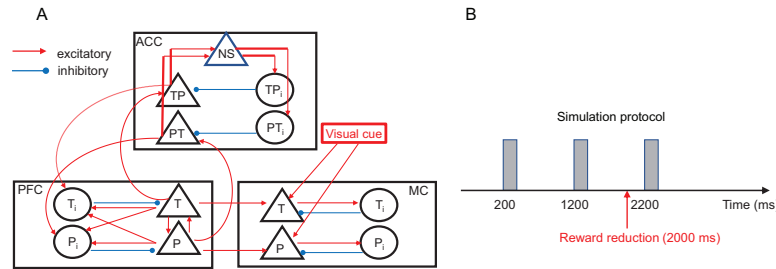 A
B
ACC
excitatory
inhibitory
NS
TP
TPi
PT
PTi
Visual cue
Simulation protocol
PFC
MC
Ti
T
T
Ti
Pi
P
P
Pi
200
1200
2200
Time (ms
Reward reduction (2000 ms)